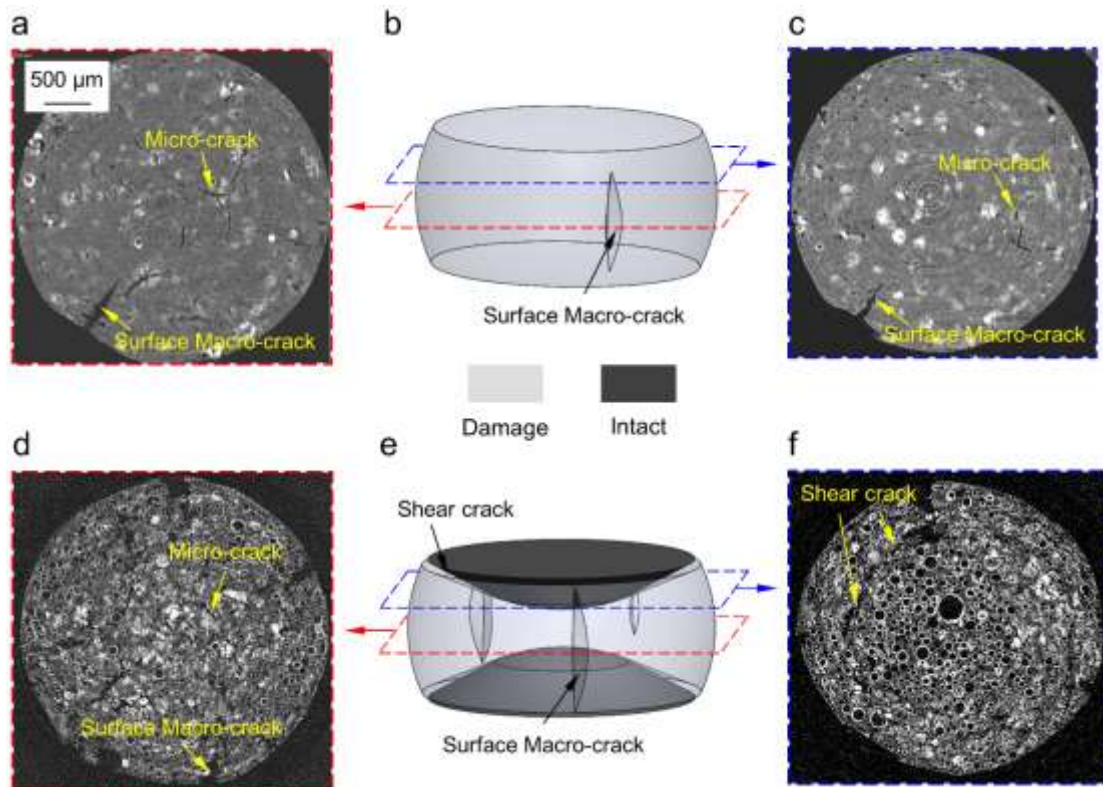 a
b
c
500 μm
Micro-crack
Micro-crack
Surface Macro-crack
Surface Macro-crack
Surface Macro-crack
Damage
Intact
d
e
f
Shear crack
Shear crack
Micro-crack
Surface Macro-crack
Surface Macro-crack